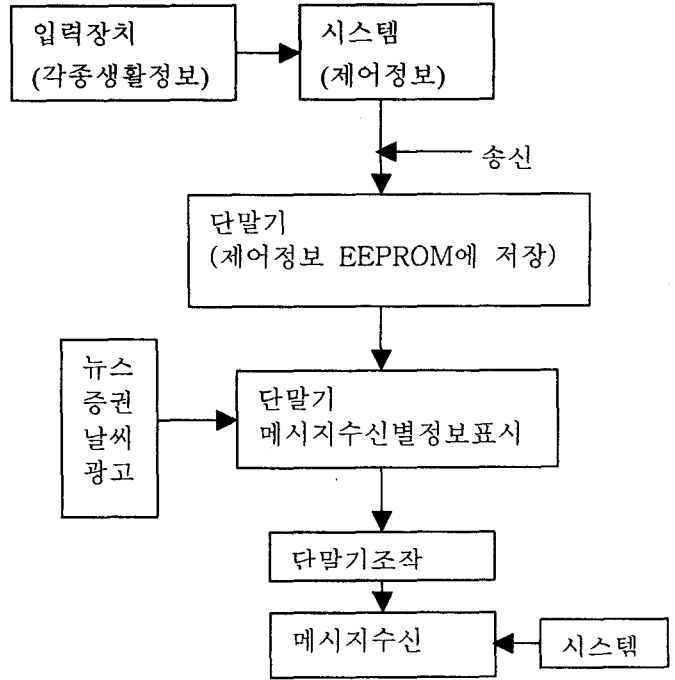 입력장치
(각종생활정보)
시스템
(제어정보)
송신
단말기
(제어정보 EEPROM에 저장)
뉴스
증권
날씨
광고
단말기
메시지수신별정보표시
단말기조작
메시지수신
시스템